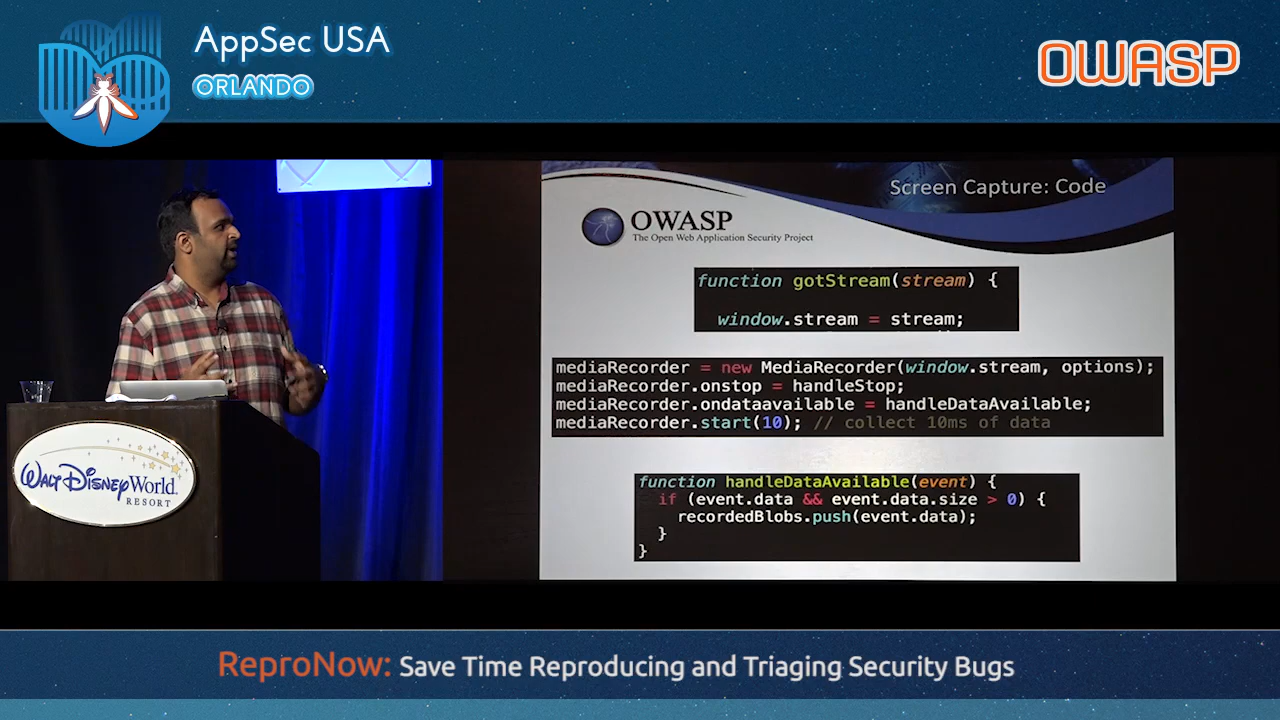 AppSec USA
ORLANDO
OWASP
Screen Capture: Code
OWASP
The Open Web Application Security Project
function gotStream(stream) {
window.stream = stream;
mediaRecorder = new MediaRecorder(window.stream, options);
mediaRecorder.onstop = handleStop;
mediaRecorder.ondataavailable = handleDataAvailable;
mediaRecorder.start(10); // collect 10ms of data
function handleDataAvailable(event) {
if (event.data && event.data.size > 0) {
recordedBlobs.push(event.data);
}
}
WALT DISNEY World
RESORT
ReproNow: Save Time Reproducing and Triaging Security Bugs